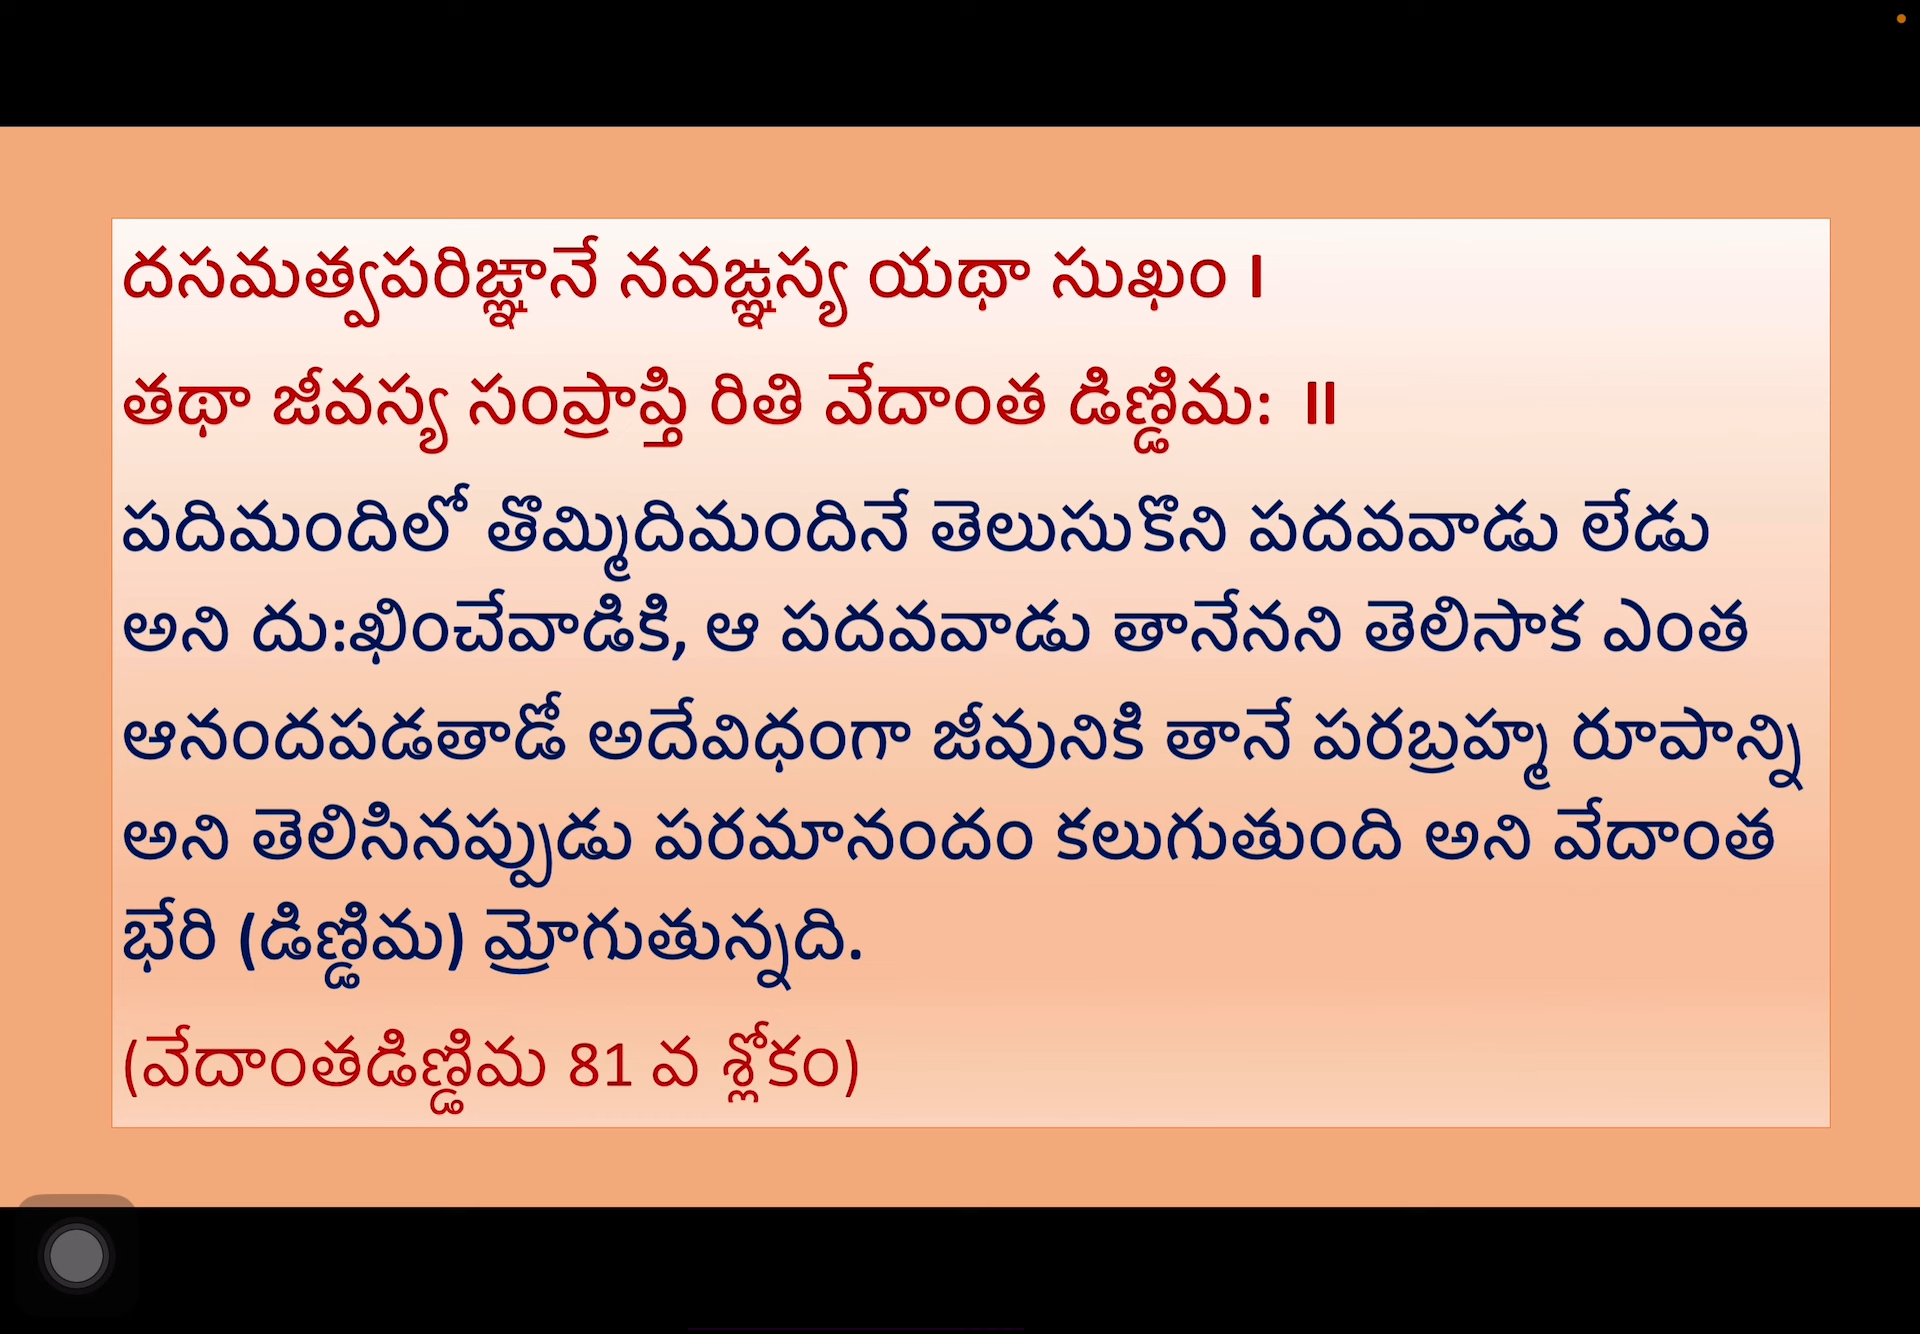 దసమత్వపరిఙ్ఞానే నవఙ్ఞస్య యథా సుఖం ।
తథా జీవస్య సంప్రాప్తి రితి వేదాంత డిణ్డిమ: ॥
పదిమందిలో తొమ్మిదిమందినే తెలుసుకొని పదవవాడు లేడు
అని దు:ఖించేవాడికి, ఆ పదవవాడు తానేనని తెలిసాక ఎంత
ఆనందపడతాడో అదేవిధంగా జీవునికి తానే పరబ్రహ్మ రూపాన్ని
అని తెలిసినప్పుడు పరమానందం కలుగుతుంది అని వేదాంత
భేరి (డిణ్డిమ) మ్రోగుతున్నది.
(వేదాంతడిణ్డిమ 81 వ శ్లోకం)